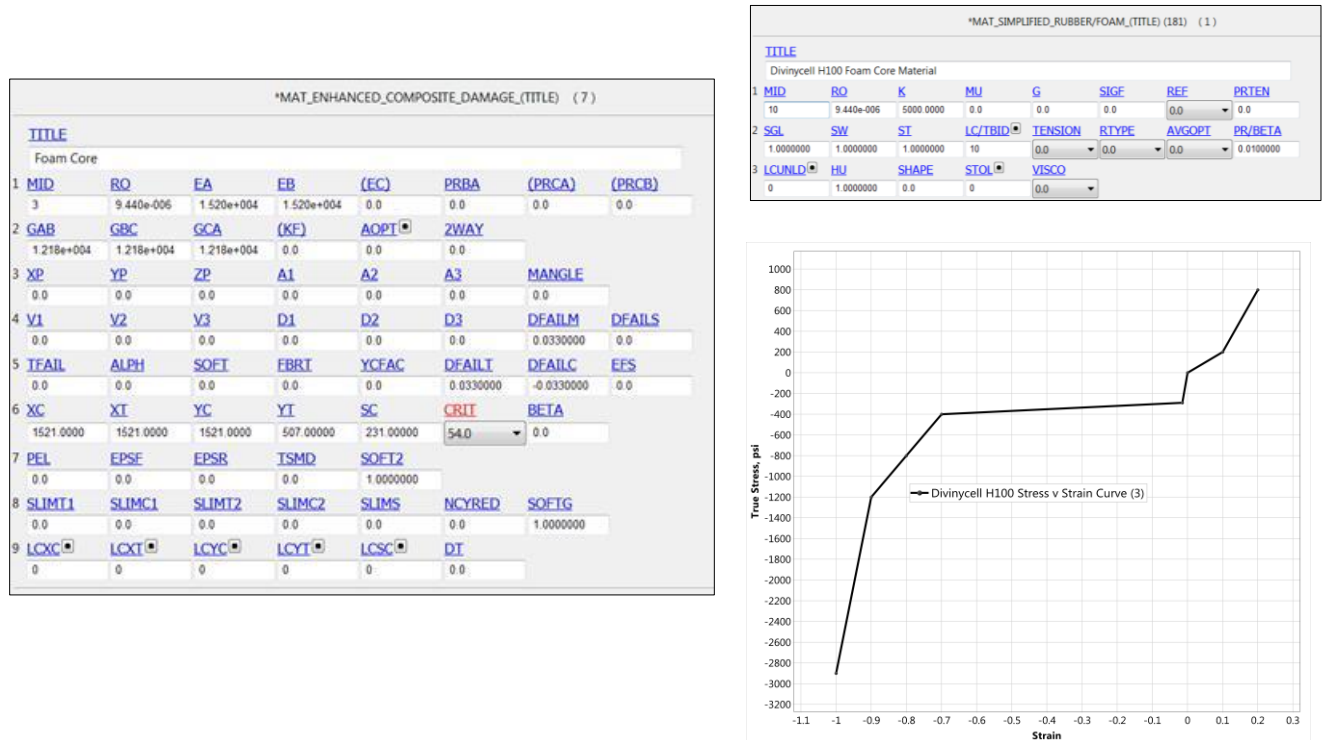 *MAT_ENHANCED_COMPOSITE_DAMAGE_(TITLE) (7)
TITLE
Foam Core
1 MID RO EA EB (EC) PRBA (PRCA) (PRCB)
3 9.440e-006 1.520e+004 1.520e+004 0.0 0.0 0.0 0.0
2 GAB GBC GCA (KF) AOPT 2WAY
1.218e+004 1.218e+004 1.218e+004 0.0 0.0 0.0
3 XP YP ZP A1 A2 A3 MANGLE
0.0 0.0 0.0 0.0 0.0 0.0 0.0
4 V1 V2 V3 D1 D2 D3 DFAILM DFAILS
0.0 0.0 0.0 0.0 0.0 0.0 0.0330000 0.0
5 TFAIL ALPH SOFT FBRT YCFAC DFAILT DFAILC EFS
0.0 0.0 0.0 0.0 0.0 0.0330000 -0.0330000 0.0
6 XC XT YC YT SC CRIT BETA
1521.0000 1521.0000 1521.0000 507.00000 231.00000 54.0 0.0
7 PEL EPSF EPSR TSMD SOFT2
0.0 0.0 0.0 0.0 1.0000000
8 SLIMT1 SLIMC1 SLIMT2 SLIMC2 SLIMS NCYRED SOFTG
0.0 0.0 0.0 0.0 0.0 0.0 1.0000000
9 LCXC LCXT LCYC LCYT LCSC DT
0 0 0 0 0 0.0
*MAT_SIMPLIFIED_RUBBER/FOAM_(TITLE) (181) (1)
TITLE
Divinycell H100 Foam Core Material
1 MID RO K MU G SIGF REF PRTEN
10 9.440e-006 5000.0000 0.0 0.0 0.0 0.0 0.0
2 SGL SW ST LC/TBID TENSION RTYPE AVGOPT PR/BETA
1.0000000 1.0000000 1.0000000 10 0.0 0.0 0.0 0.0100000
3 LCUNLD HU SHAPE STOL VISCO
0 1.0000000 0.0 0 0.0
1000
800
600
400
200
0
-200
-400
-600
-800
-1000
-1200
-1400
-1600
-1800
-2000
-2200
-2400
-2600
-2800
-3000
-3200
True Stress, psi
Divinycell H100 Stress v Strain Curve (3)
-1.1 -1 -0.9 -0.8 -0.7 -0.6 -0.5 -0.4 -0.3 -0.2 -0.1 0 0.1 0.2 0.3
Strain